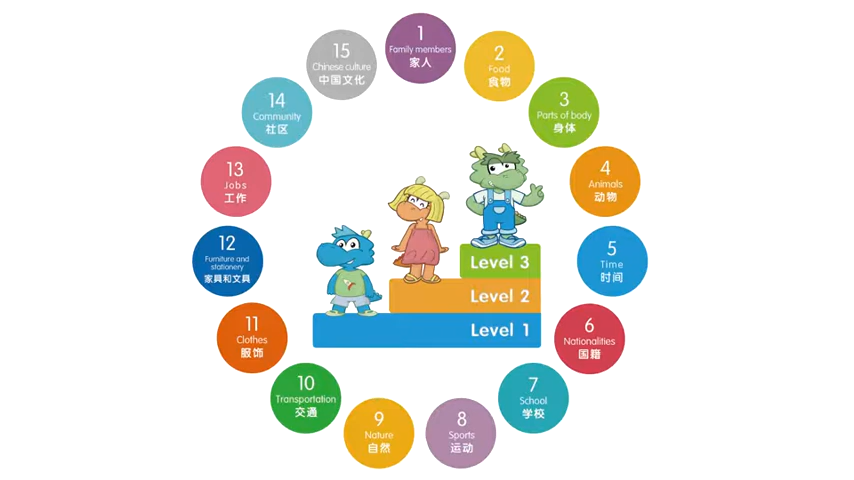 1
Family members
家人
2
Food
食物
3
Parts of body
身体
4
Animals
动物
5
Time
时间
6
Nationalities
国籍
7
School
学校
8
Sports
运动
9
Nature
自然
10
Transportation
交通
11
Clothes
服饰
12
Furniture and
stationery
家具和文具
13
Jobs
工作
14
Community
社区
15
Chinese culture
中国文化
Level 3
Level 2
Level 1